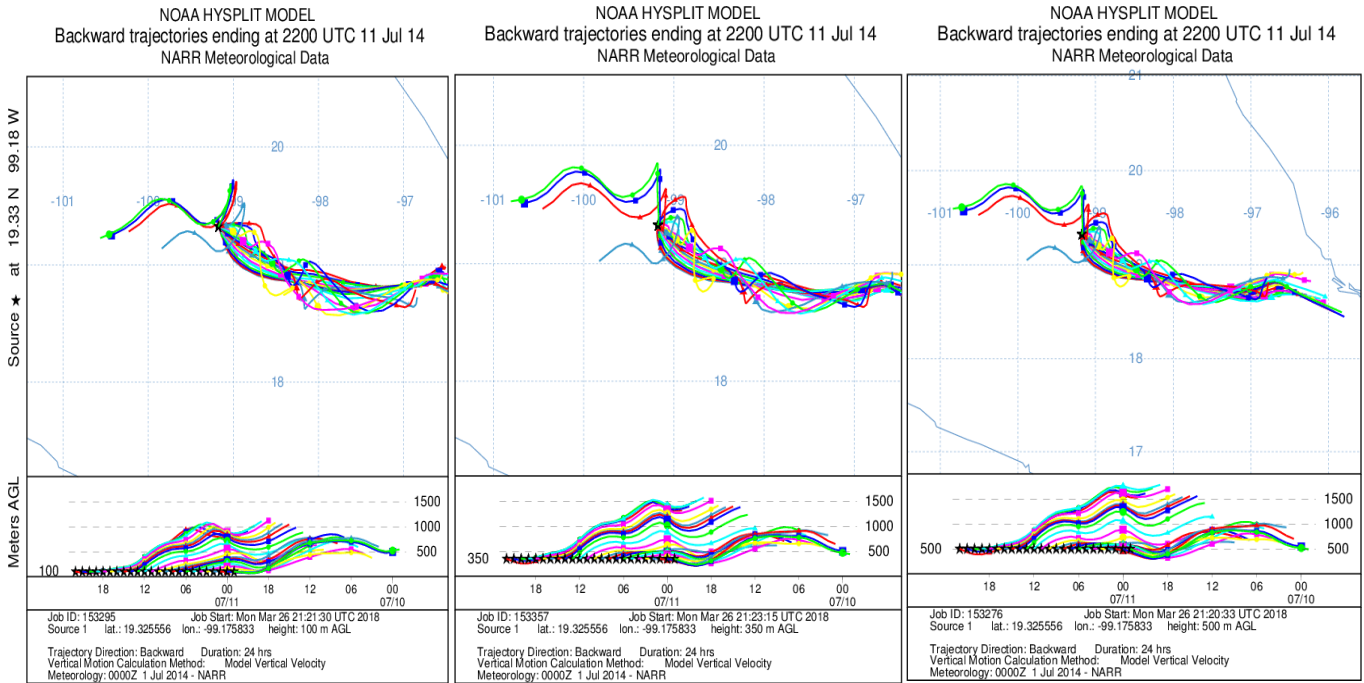 NOAA HYSPLIT MODEL
Backward trajectories ending at 2200 UTC 11 Jul 14
NARR Meteorological Data
Source ★ at 19.33 N 99.18 W
20
-101
-100
-99
-98
-97
18
Meters AGL
1500
1000
500
100
18
12
06
00
18
12
06
00
07/11
07/10
Job ID: 153295 Job Start: Mon Mar 26 21:21:30 UTC 2018
Source 1 lat.: 19.325556 lon.: -99.175833 height: 100 m AGL
Trajectory Direction: Backward Duration: 24 hrs
Vertical Motion Calculation Method: Model Vertical Velocity
Meteorology: 0000Z 1 Jul 2014 - NARR
NOAA HYSPLIT MODEL
Backward trajectories ending at 2200 UTC 11 Jul 14
NARR Meteorological Data
20
-101
-100
-99
-98
-97
18
1500
1000
500
350
18
12
06
00
18
12
06
00
07/11
07/10
Job ID: 153357 Job Start: Mon Mar 26 21:23:15 UTC 2018
Source 1 lat.: 19.325556 lon.: -99.175833 height: 350 m AGL
Trajectory Direction: Backward Duration: 24 hrs
Vertical Motion Calculation Method: Model Vertical Velocity
Meteorology: 0000Z 1 Jul 2014 - NARR
NOAA HYSPLIT MODEL
Backward trajectories ending at 2200 UTC 11 Jul 14
NARR Meteorological Data
21
20
-101
-100
-99
-98
-97
-96
18
17
1500
1000
500
500
18
12
06
00
18
12
06
00
07/11
07/10
Job ID: 153276 Job Start: Mon Mar 26 21:20:33 UTC 2018
Source 1 lat.: 19.325556 lon.: -99.175833 height: 500 m AGL
Trajectory Direction: Backward Duration: 24 hrs
Vertical Motion Calculation Method: Model Vertical Velocity
Meteorology: 0000Z 1 Jul 2014 - NARR